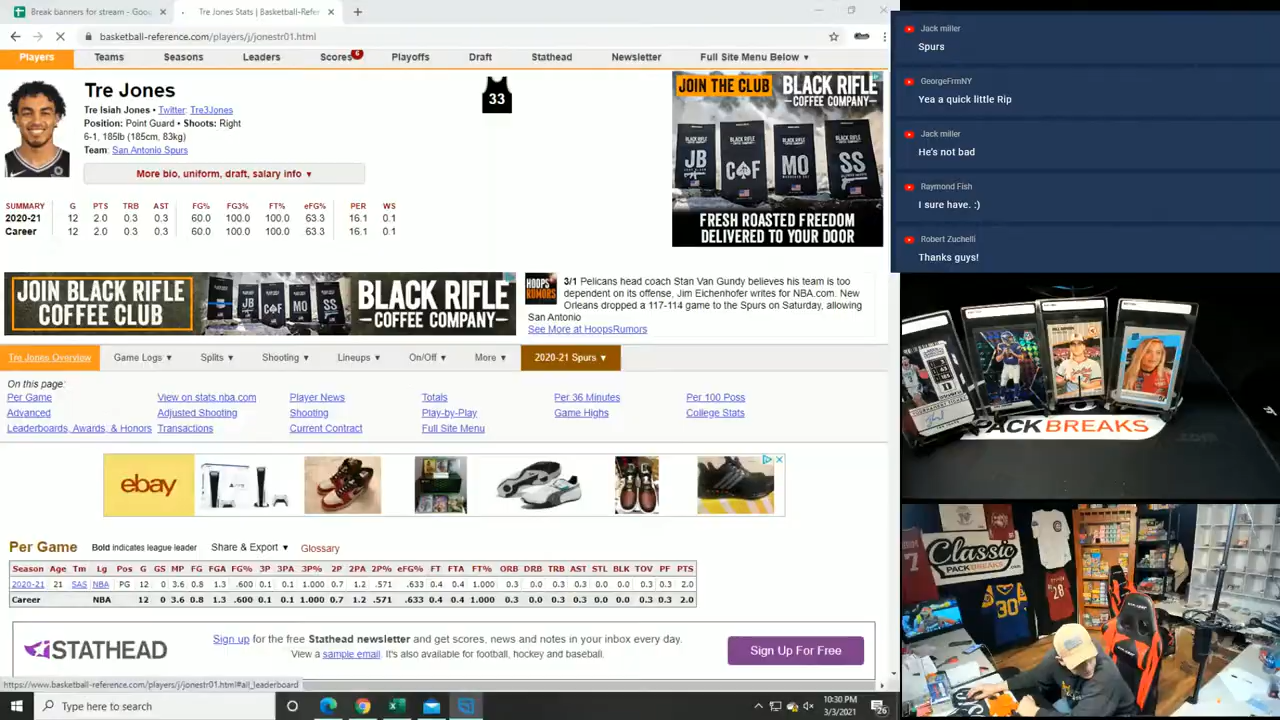 Break banners for stream - Goo
Tre Jones Stats | Basketball-Refer
basketball-reference.com/players/j/jonestr01.html
Players Teams Seasons Leaders Scores 6 Playoffs Draft Stathead Newsletter Full Site Menu Below ▼
Tre Jones
Tre Isiah Jones • Twitter: Tre3Jones
Position: Point Guard • Shoots: Right
6-1, 185lb (185cm, 83kg)
Team: San Antonio Spurs
More bio, uniform, draft, salary info ▼
33
SUMMARY G PTS TRB AST FG% FG3% FT% eFG% PER WS
2020-21 12 2.0 0.3 0.3 60.0 100.0 100.0 63.3 16.1 0.1
Career 12 2.0 0.3 0.3 60.0 100.0 100.0 63.3 16.1 0.1
JOIN THE CLUB BLACK RIFLE
COFFEE COMPANY
JB C&F MO SS
FRESH ROASTED FREEDOM
DELIVERED TO YOUR DOOR
JOIN BLACK RIFLE
COFFEE CLUB
JB C&F MO SS
BLACK RIFLE
COFFEE COMPANY
HOOPS
RUMORS
3/1 Pelicans head coach Stan Van Gundy believes his team is too
dependent on its offense, Jim Eichenhofer writes for NBA.com. New
Orleans dropped a 117-114 game to the Spurs on Saturday, allowing
San Antonio
See More at HoopsRumors
Tre Jones Overview Game Logs ▼ Splits ▼ Shooting ▼ Lineups ▼ On/Off ▼ More ▼ 2020-21 Spurs ▼
On this page:
Per Game View on stats.nba.com Player News Totals Per 36 Minutes Per 100 Poss
Advanced Adjusted Shooting Shooting Play-by-Play Game Highs College Stats
Leaderboards, Awards, & Honors Transactions Current Contract Full Site Menu
ebay
Per Game Bold indicates league leader Share & Export ▼ Glossary
Season Age Tm Lg Pos G GS MP FG FGA FG% 3P 3PA 3P% 2P 2PA 2P% eFG% FT FTA FT% ORB DRB TRB AST STL BLK TOV PF PTS
2020-21 21 SAS NBA PG 12 0 3.6 0.8 1.3 .600 0.1 0.1 1.000 0.7 1.2 .571 .633 0.4 0.4 1.000 0.3 0.0 0.3 0.3 0.0 0.0 0.3 0.3 2.0
Career NBA 12 0 3.6 0.8 1.3 .600 0.1 0.1 1.000 0.7 1.2 .571 .633 0.4 0.4 1.000 0.3 0.0 0.3 0.3 0.0 0.0 0.3 0.3 2.0
STATHEAD
Sign up for the free Stathead newsletter and get scores, news and notes in your inbox every day.
View a sample email. It's also available for football, hockey and baseball.
Sign Up For Free
https://www.basketball-reference.com/players/j/jonestr01.html#all_leaderboard
Type here to search
10:30 PM
3/3/2021
26
Jack miller
Spurs
GeorgeFrmNY
Yea a quick little Rip
Jack miller
He's not bad
Raymond Fish
I sure have. :)
Robert Zuchelli
Thanks guys!
PACK BREAKS .com
Classic
PACKBREAKS.COM
7
30
28